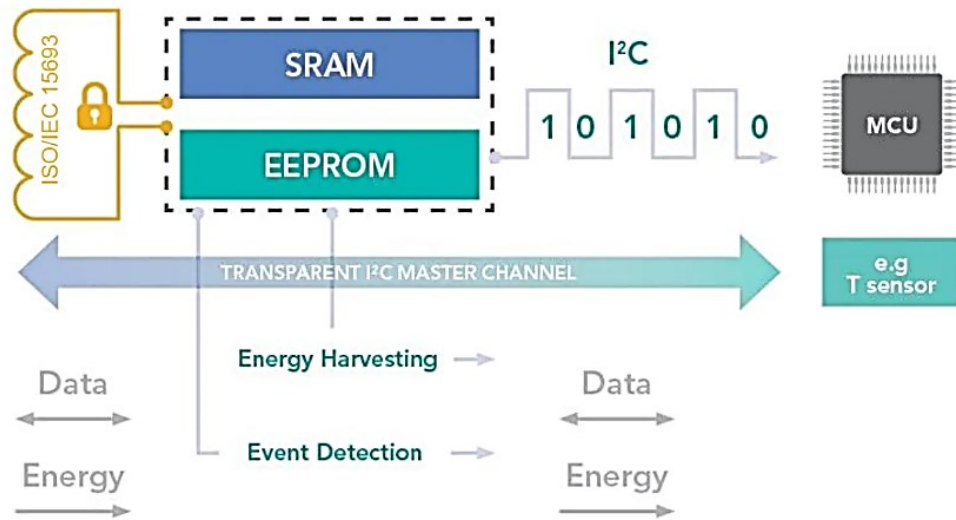 ISO/IEC 15693
SRAM
EEPROM
I²C
1 0 1 0 1 0
MCU
TRANSPARENT I²C MASTER CHANNEL
e.g
T sensor
Energy Harvesting
Data
Data
Event Detection
Energy
Energy